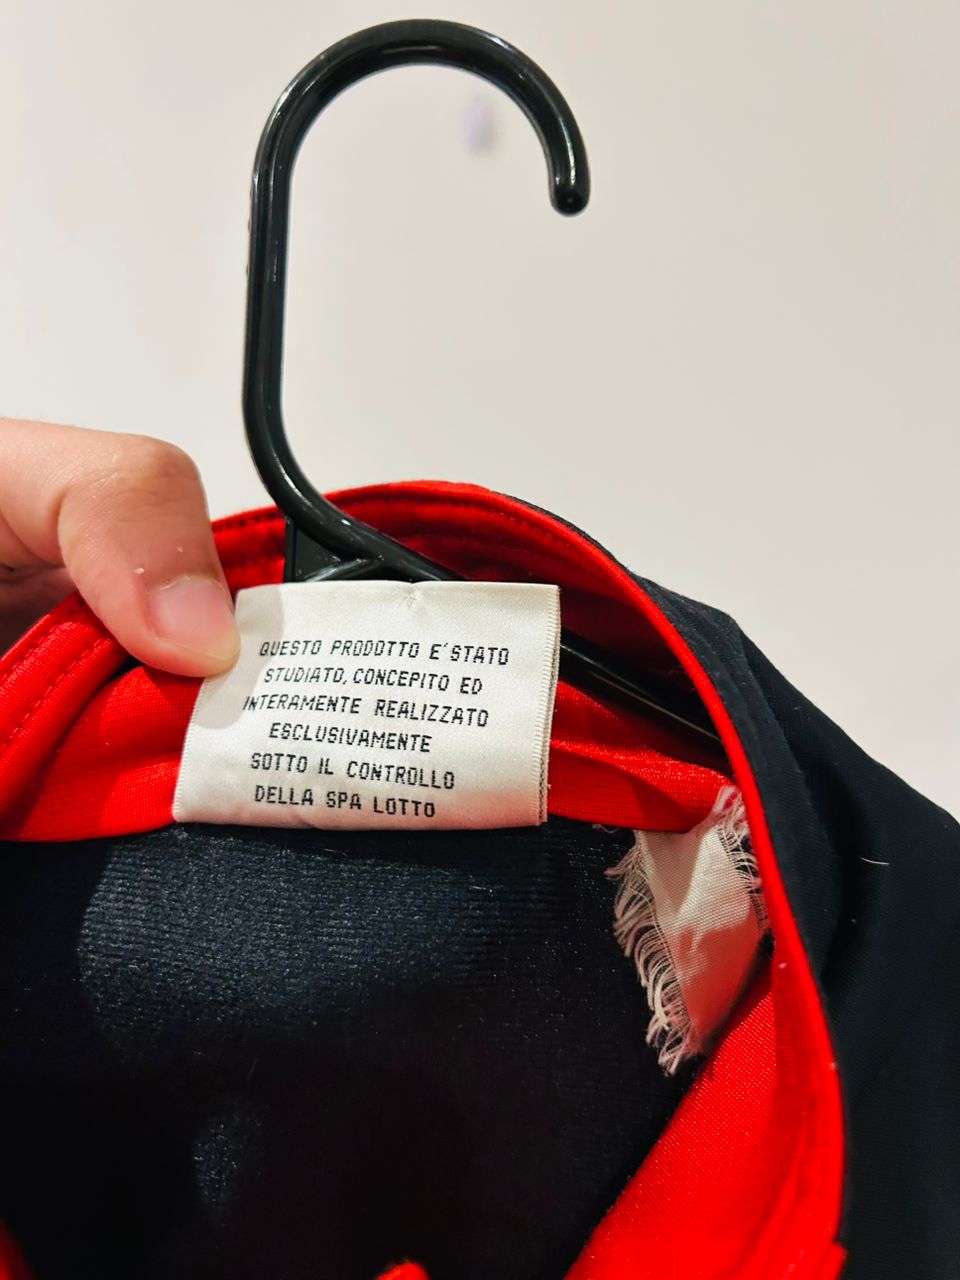 QUESTO PRODOTTO E'STATO
STUDIATO, CONCEPITO ED
INTERAMENTE REALIZZATO
ESCLUSIVAMENTE
SOTTO IL CONTROLLO
DELLA SPA LOTTO